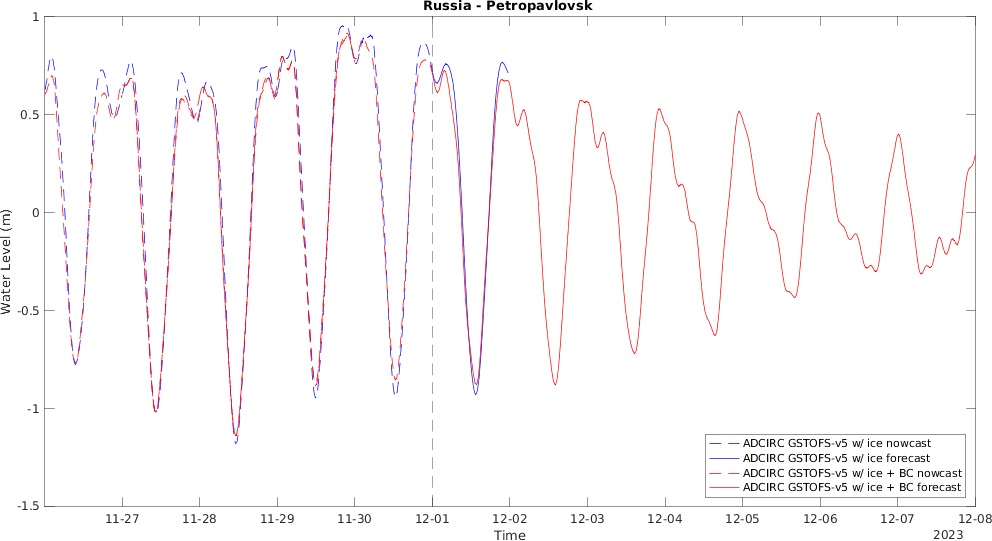 Russia - Petropavlovsk
1
0.5
0
-0.5
-1
-1.5
Water Level (m)
11-27 11-28 11-29 11-30 12-01 12-02 12-03 12-04 12-05 12-06 12-07 12-08
Time
2023
ADCIRC GSTOFS-v5 w/ ice nowcast
ADCIRC GSTOFS-v5 w/ ice forecast
ADCIRC GSTOFS-v5 w/ ice + BC nowcast
ADCIRC GSTOFS-v5 w/ ice + BC forecast